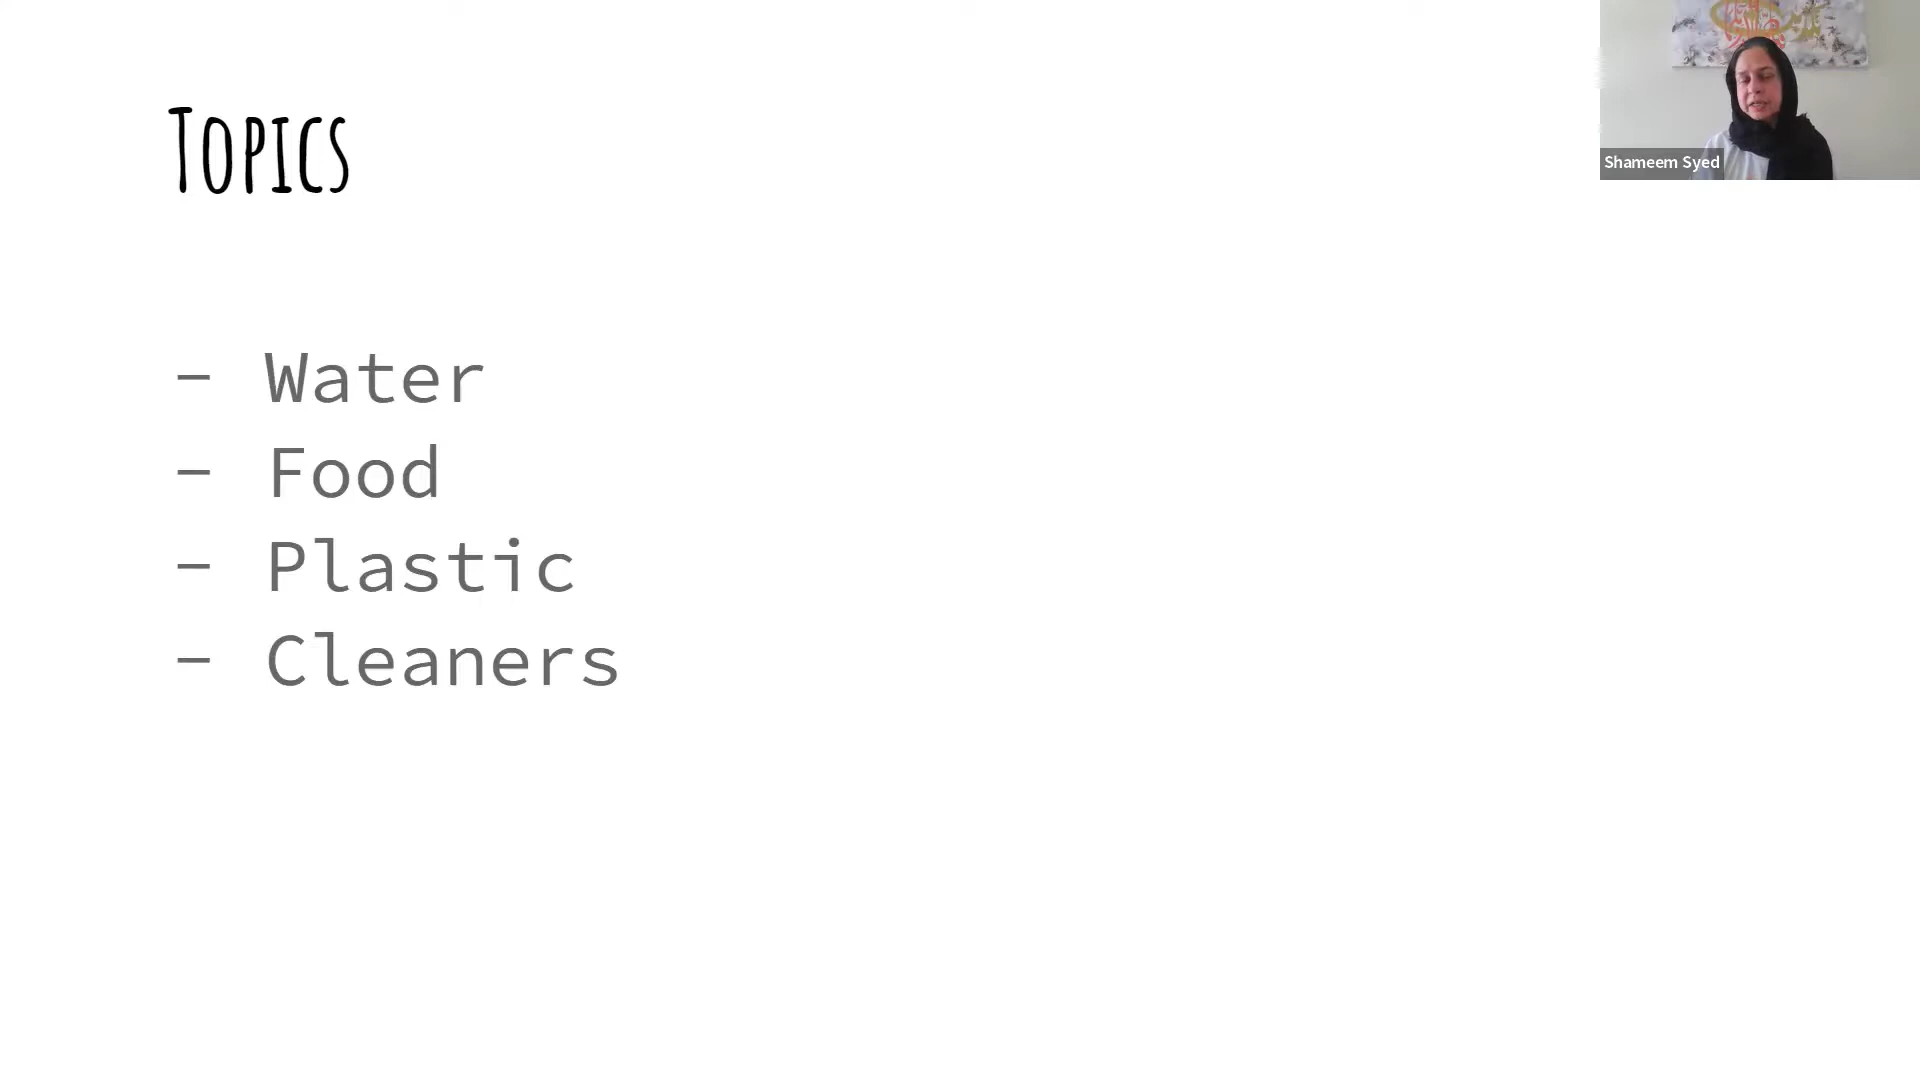 Topics
- Water
- Food
- Plastic
- Cleaners
Shameem Syed